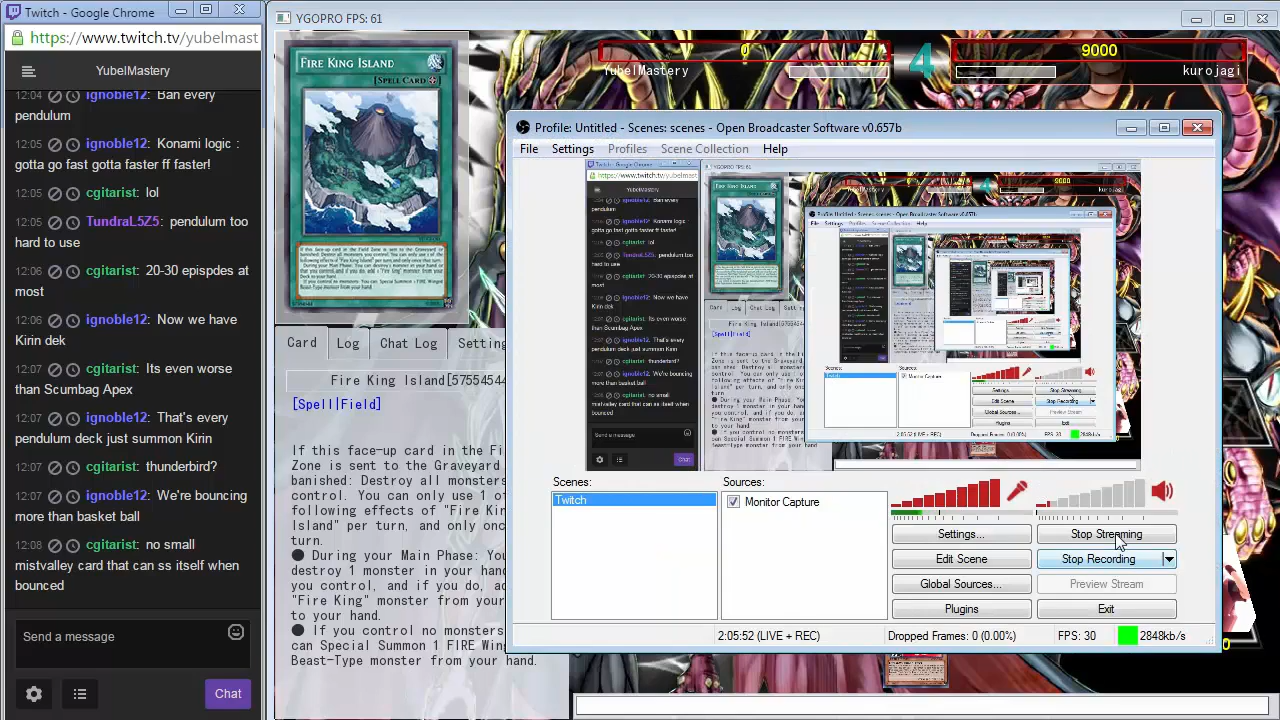 Twitch - Google Chrome
https://www.twitch.tv/yubelmast
YubelMastery
12:04 ignoble12: Ban every
pendulum
12:05 ignoble12: Konami logic :
gotta go fast gotta faster ff faster!
12:05 cgitarist: lol
12:05 TundraL5Z5: pendulum too
hard to use
12:06 cgitarist: 20-30 epispdes at
most
12:06 ignoble12: Now we have
Kirin dek
12:06 cgitarist: Its even worse
than Scumbag Apex
12:07 ignoble12: That's every
pendulum deck just summon Kirin
12:07 cgitarist: thunderbird?
12:07 ignoble12: We're bouncing
more than basket ball
12:08 cgitarist: no small
mistvalley card that can ss itself when
bounced
Send a message
Chat
YGOPRO FPS: 61
0
YubelMastery
4
9000
kurojagi
FIRE KING ISLAND
[SPELL CARD]
Card
Log
Chat Log
Setting
Fire King Island[57554544
[Spell|Field]
If this face-up card in the Fi
Zone is sent to the Graveyard
banished: Destroy all monsters
control. You can only use 1 of
following effects of "Fire King
Island" per turn, and only once
turn.
● During your Main Phase: You
destroy 1 monster in your hand
you control, and if you do, add
"Fire King" monster from your
to your hand.
● If you control no monsters
can Special Summon 1 FIRE Win
Beast-Type monster from your hand.
Profile: Untitled - Scenes: scenes - Open Broadcaster Software v0.657b
File Settings Profiles Scene Collection Help
Scenes:
Twitch
Sources:
Monitor Capture
Settings...
Stop Streaming
Edit Scene
Stop Recording
Global Sources...
Preview Stream
Plugins
Exit
2:05:52 (LIVE + REC)
Dropped Frames: 0 (0.00%)
FPS: 30
2848kb/s